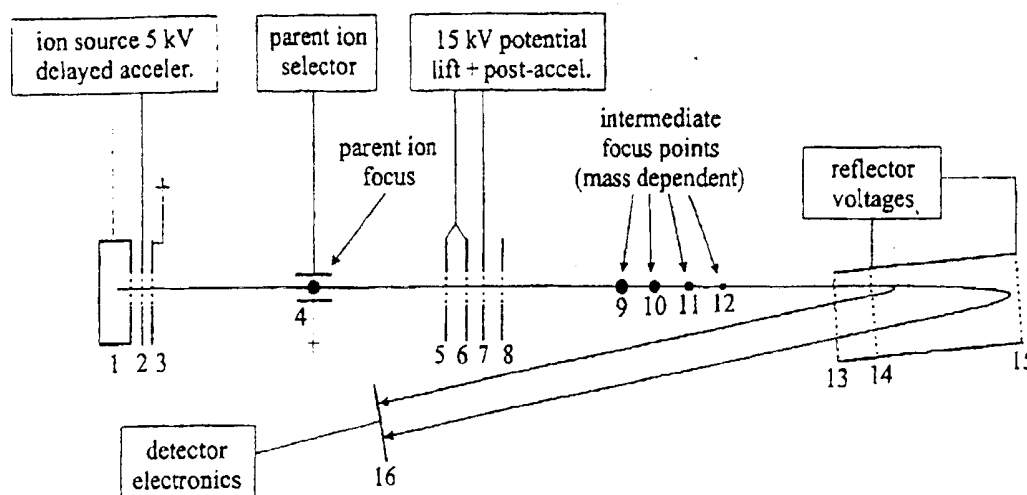 ion source 5 kV
delayed acceler.
parent ion
selector
15 kV potential
lift + post-accel.
parent ion
focus
intermediate
focus points
(mass dependent)
reflector
voltages
1
2
3
4
5
6
7
8
9
10
11
12
13
14
15
16
detector
electronics